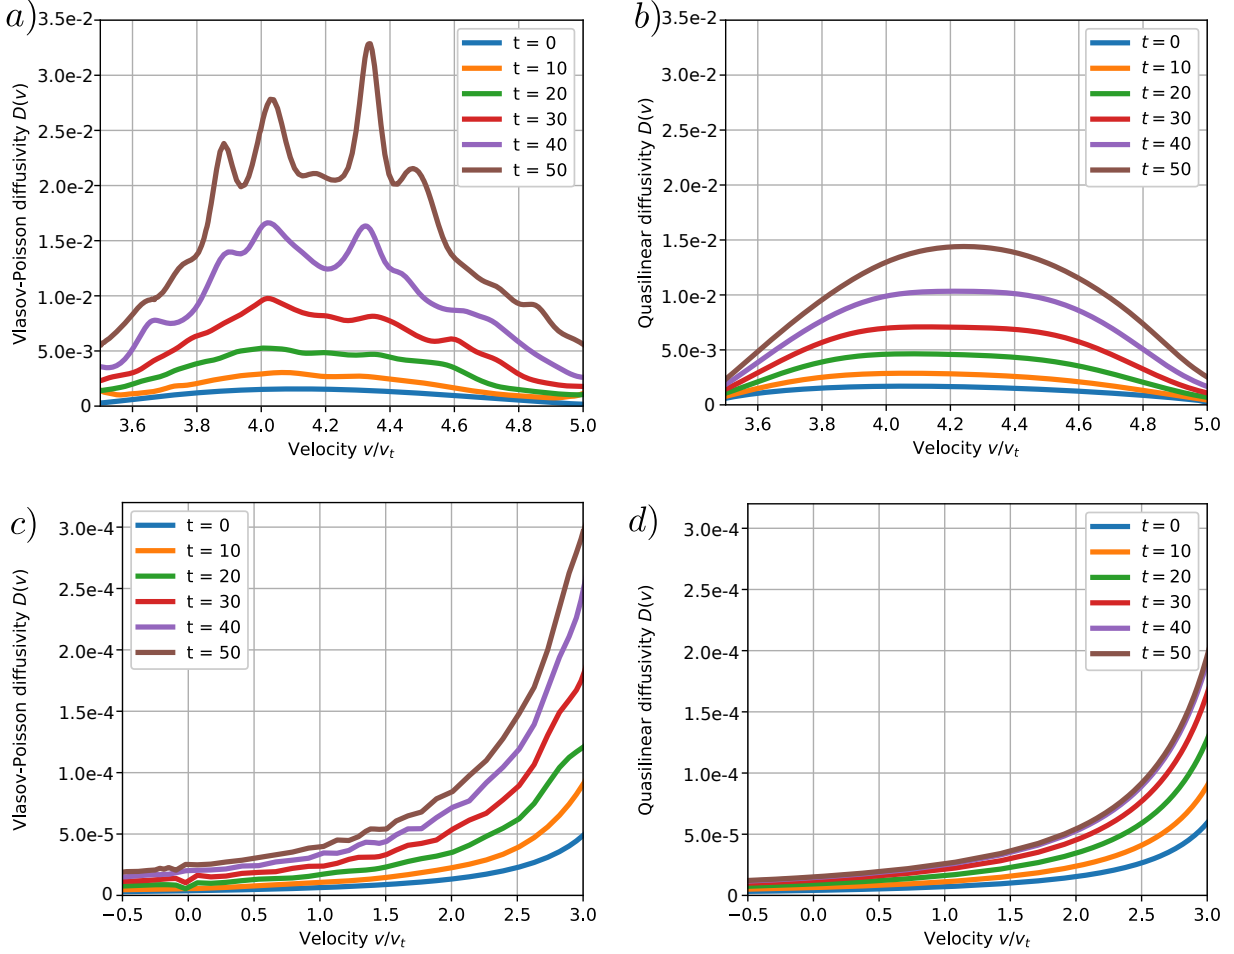 a)
Vlasov-Poisson diffusivity D(v)
3.5e-2
3.0e-2
2.5e-2
2.0e-2
1.5e-2
1.0e-2
5.0e-3
0
3.6 3.8 4.0 4.2 4.4 4.6 4.8 5.0
Velocity v/v_t
t = 0
t = 10
t = 20
t = 30
t = 40
t = 50
b)
Quasilinear diffusivity D(v)
3.5e-2
3.0e-2
2.5e-2
2.0e-2
1.5e-2
1.0e-2
5.0e-3
0
3.6 3.8 4.0 4.2 4.4 4.6 4.8 5.0
Velocity v/v_t
t = 0
t = 10
t = 20
t = 30
t = 40
t = 50
c)
Vlasov-Poisson diffusivity D(v)
3.0e-4
2.5e-4
2.0e-4
1.5e-4
1.0e-4
5.0e-5
0
−0.5 0.0 0.5 1.0 1.5 2.0 2.5 3.0
Velocity v/v_t
t = 0
t = 10
t = 20
t = 30
t = 40
t = 50
d)
Quasilinear diffusivity D(v)
3.0e-4
2.5e-4
2.0e-4
1.5e-4
1.0e-4
5.0e-5
0
−0.5 0.0 0.5 1.0 1.5 2.0 2.5 3.0
Velocity v/v_t
t = 0
t = 10
t = 20
t = 30
t = 40
t = 50